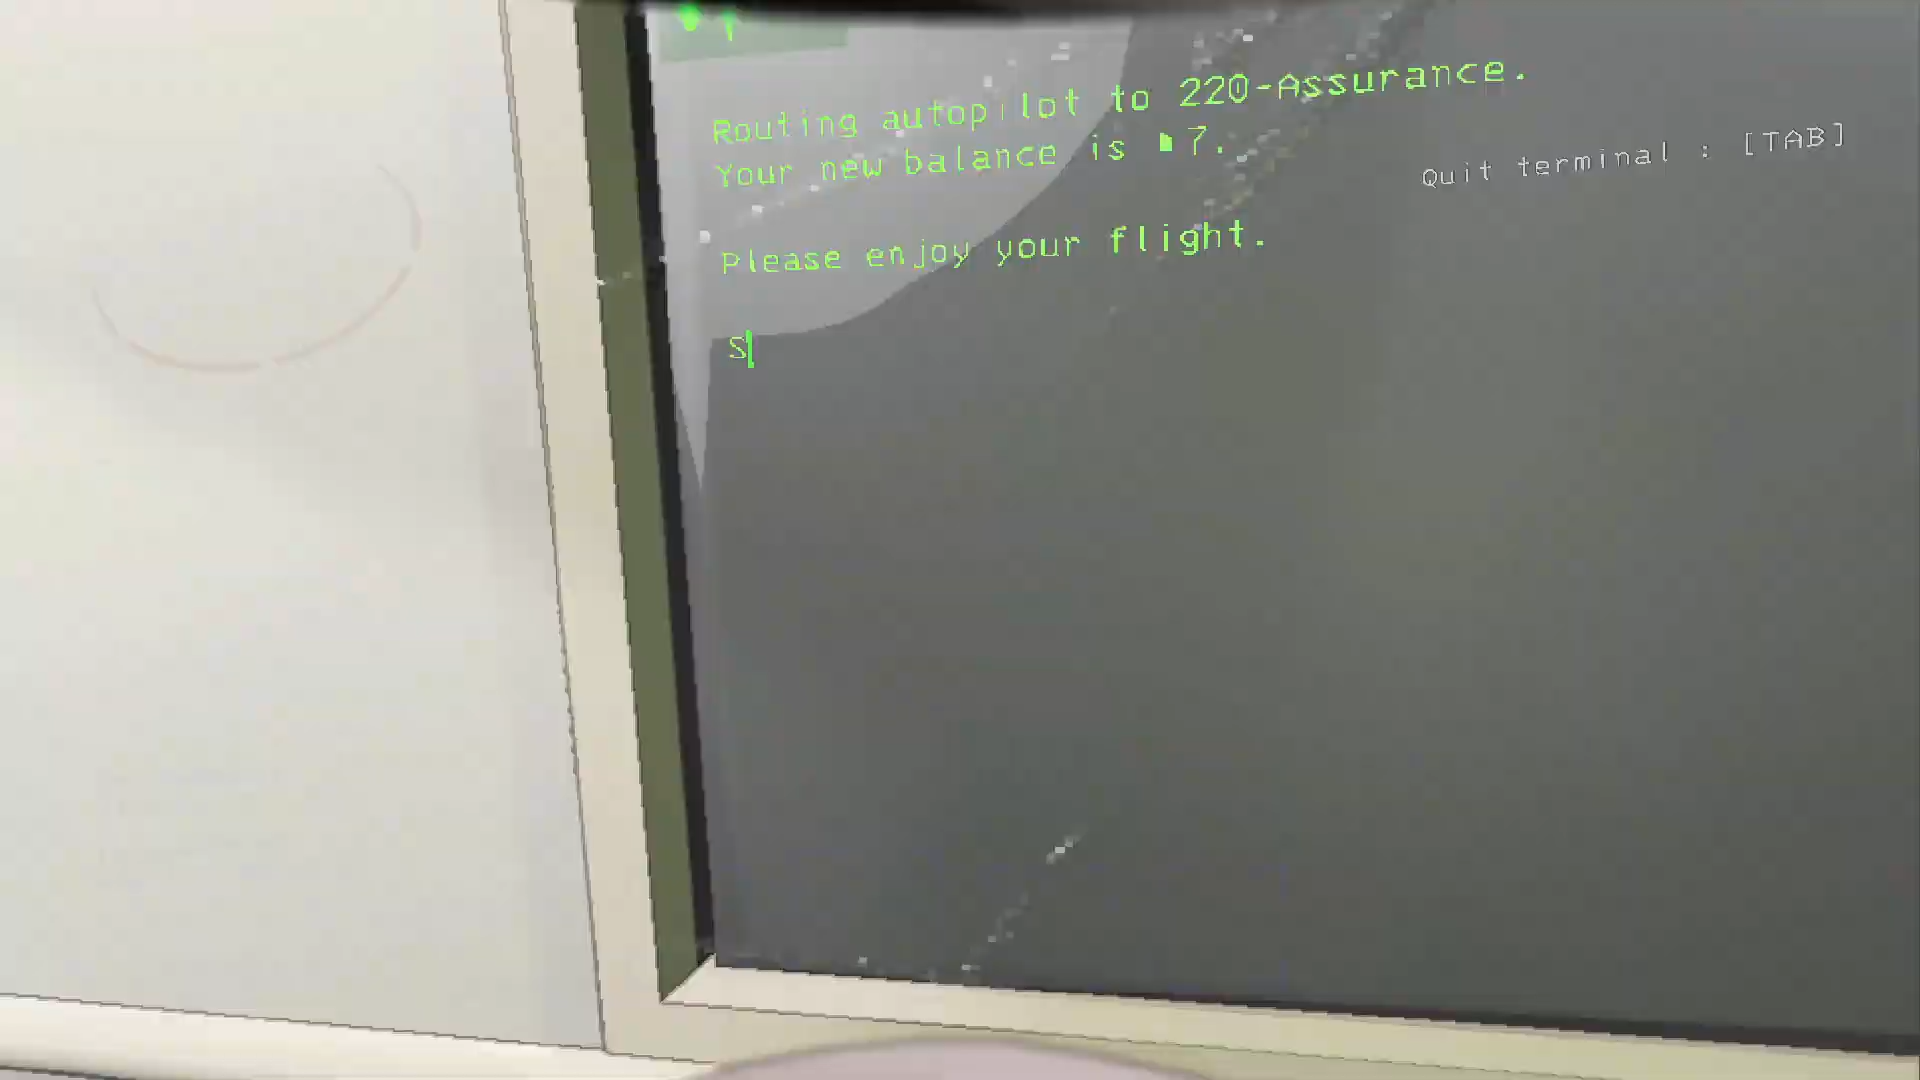 Routing autopilot to 220-Assurance.
Your new balance is ■7.
Quit terminal : [TAB]
Please enjoy your flight.
S